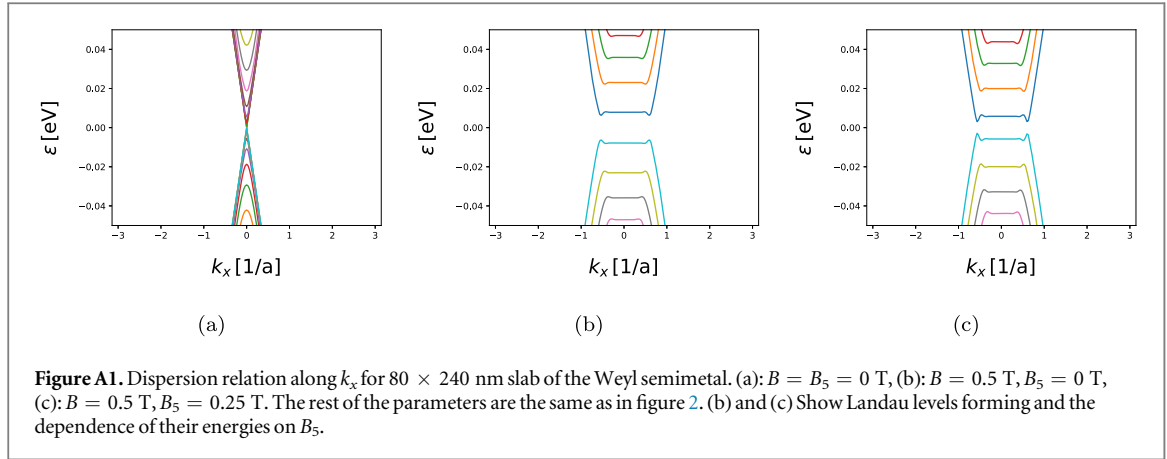 0.04
0.02
0.00
-0.02
-0.04
ε [eV]
-3 -2 -1 0 1 2 3
k_x [1/a]
(a)
0.04
0.02
0.00
-0.02
-0.04
ε [eV]
-3 -2 -1 0 1 2 3
k_x [1/a]
(b)
0.04
0.02
0.00
-0.02
-0.04
ε [eV]
-3 -2 -1 0 1 2 3
k_x [1/a]
(c)
Figure A1. Dispersion relation along k_x for 80 × 240 nm slab of the Weyl semimetal. (a): B = B_5 = 0 T, (b): B = 0.5 T, B_5 = 0 T,
(c): B = 0.5 T, B_5 = 0.25 T. The rest of the parameters are the same as in figure 2. (b) and (c) Show Landau levels forming and the
dependence of their energies on B_5.